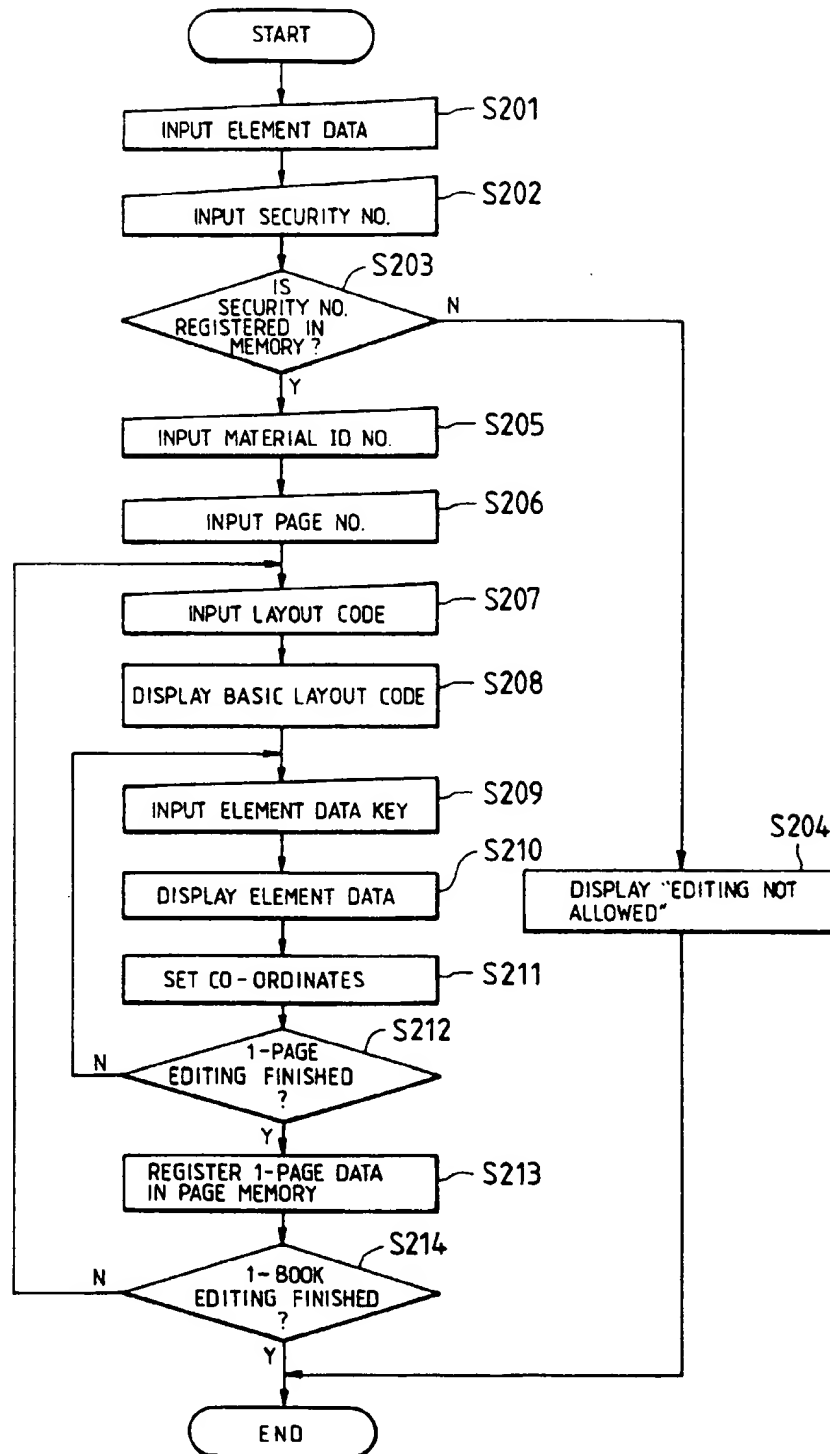 START
INPUT ELEMENT DATA
S201
INPUT SECURITY NO.
S202
S203
IS
SECURITY NO.
REGISTERED IN
MEMORY ?
N
Y
INPUT MATERIAL ID NO.
S205
INPUT PAGE NO.
S206
INPUT LAYOUT CODE
S207
DISPLAY BASIC LAYOUT CODE
S208
INPUT ELEMENT DATA KEY
S209
DISPLAY ELEMENT DATA
S210
S204
DISPLAY "EDITING NOT
ALLOWED"
SET CO-ORDINATES
S211
S212
1-PAGE
EDITING FINISHED
?
N
Y
REGISTER 1-PAGE DATA
IN PAGE MEMORY
S213
S214
1-BOOK
EDITING FINISHED
?
N
Y
END